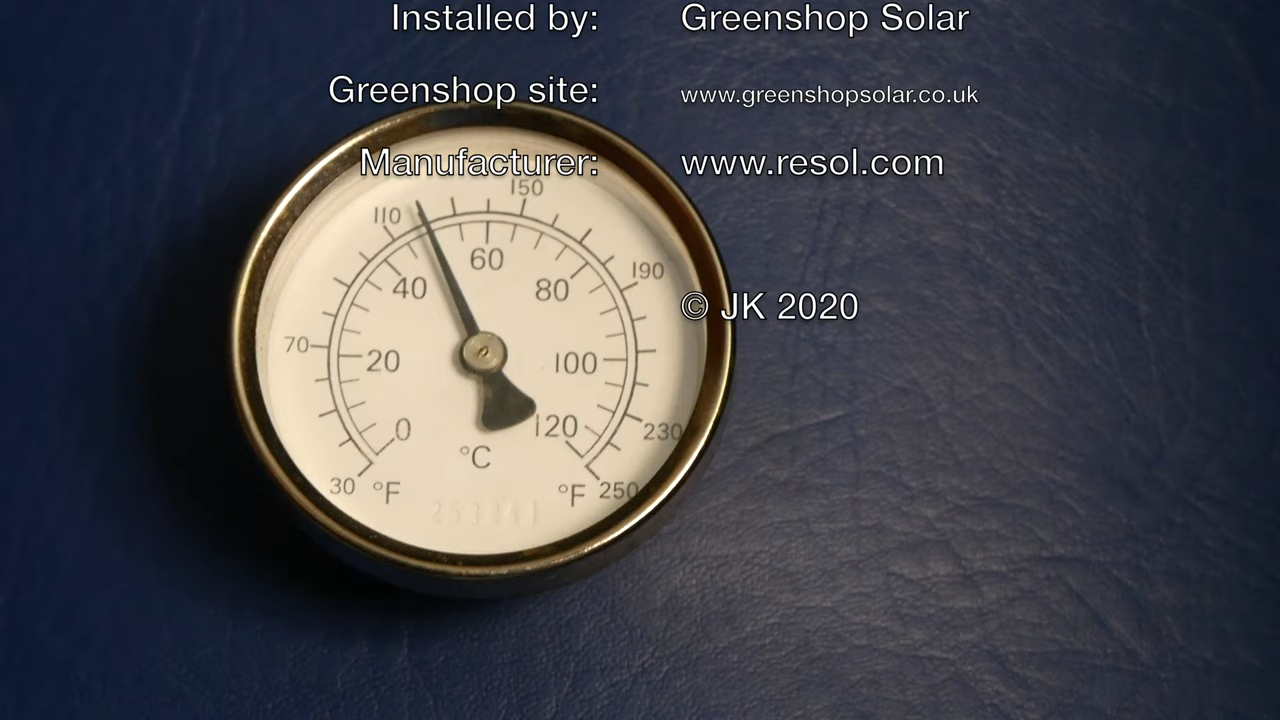 Installed by: Greenshop Solar
Greenshop site: www.greenshopsolar.co.uk
Manufacturer: www.resol.com
© JK 2020
150
110
190
60
40
80
70
20
100
0
120
230
°C
30 °F
°F 250